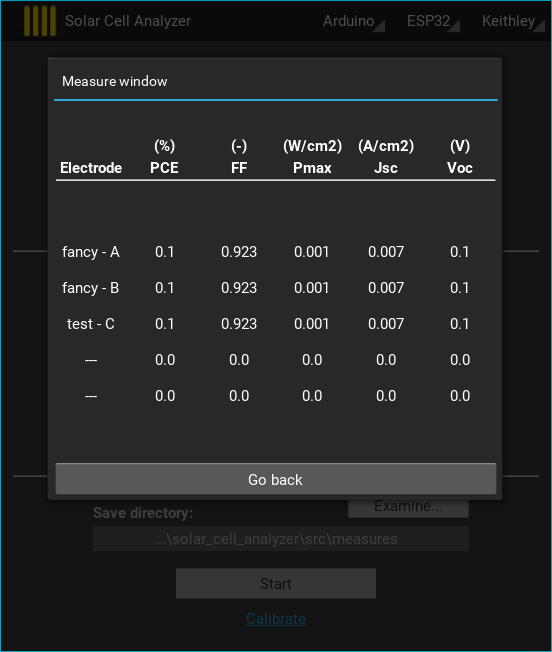 Solar Cell Analyzer Arduino ESP32 Keithley
Measure window
(%) (-) (W/cm2) (A/cm2) (V)
Electrode PCE FF Pmax Jsc Voc
fancy - A 0.1 0.923 0.001 0.007 0.1
fancy - B 0.1 0.923 0.001 0.007 0.1
test - C 0.1 0.923 0.001 0.007 0.1
--- 0.0 0.0 0.0 0.0 0.0
--- 0.0 0.0 0.0 0.0 0.0
Go back
Save directory: Examine...
...\solar_cell_analyzer\src\measures
Start
Calibrate